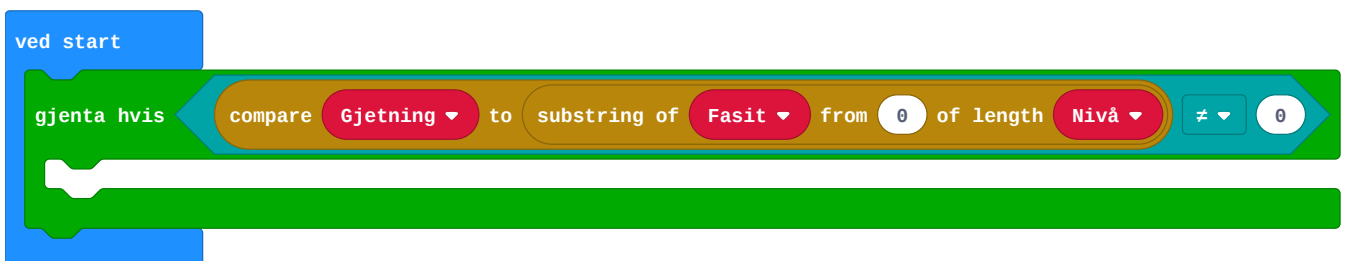 ved start
gjenta hvis compare Gjetning to substring of Fasit from 0 of length Nivå ≠ 0